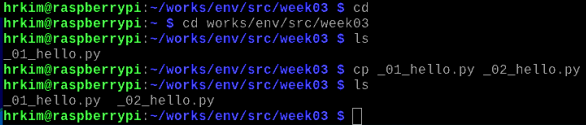 hrkim@raspberrypi:~/works/env/src/week03 $ cd
hrkim@raspberrypi:~ $ cd works/env/src/week03
hrkim@raspberrypi:~/works/env/src/week03 $ ls
_01_hello.py
hrkim@raspberrypi:~/works/env/src/week03 $ cp _01_hello.py _02_hello.py
hrkim@raspberrypi:~/works/env/src/week03 $ ls
_01_hello.py  _02_hello.py
hrkim@raspberrypi:~/works/env/src/week03 $